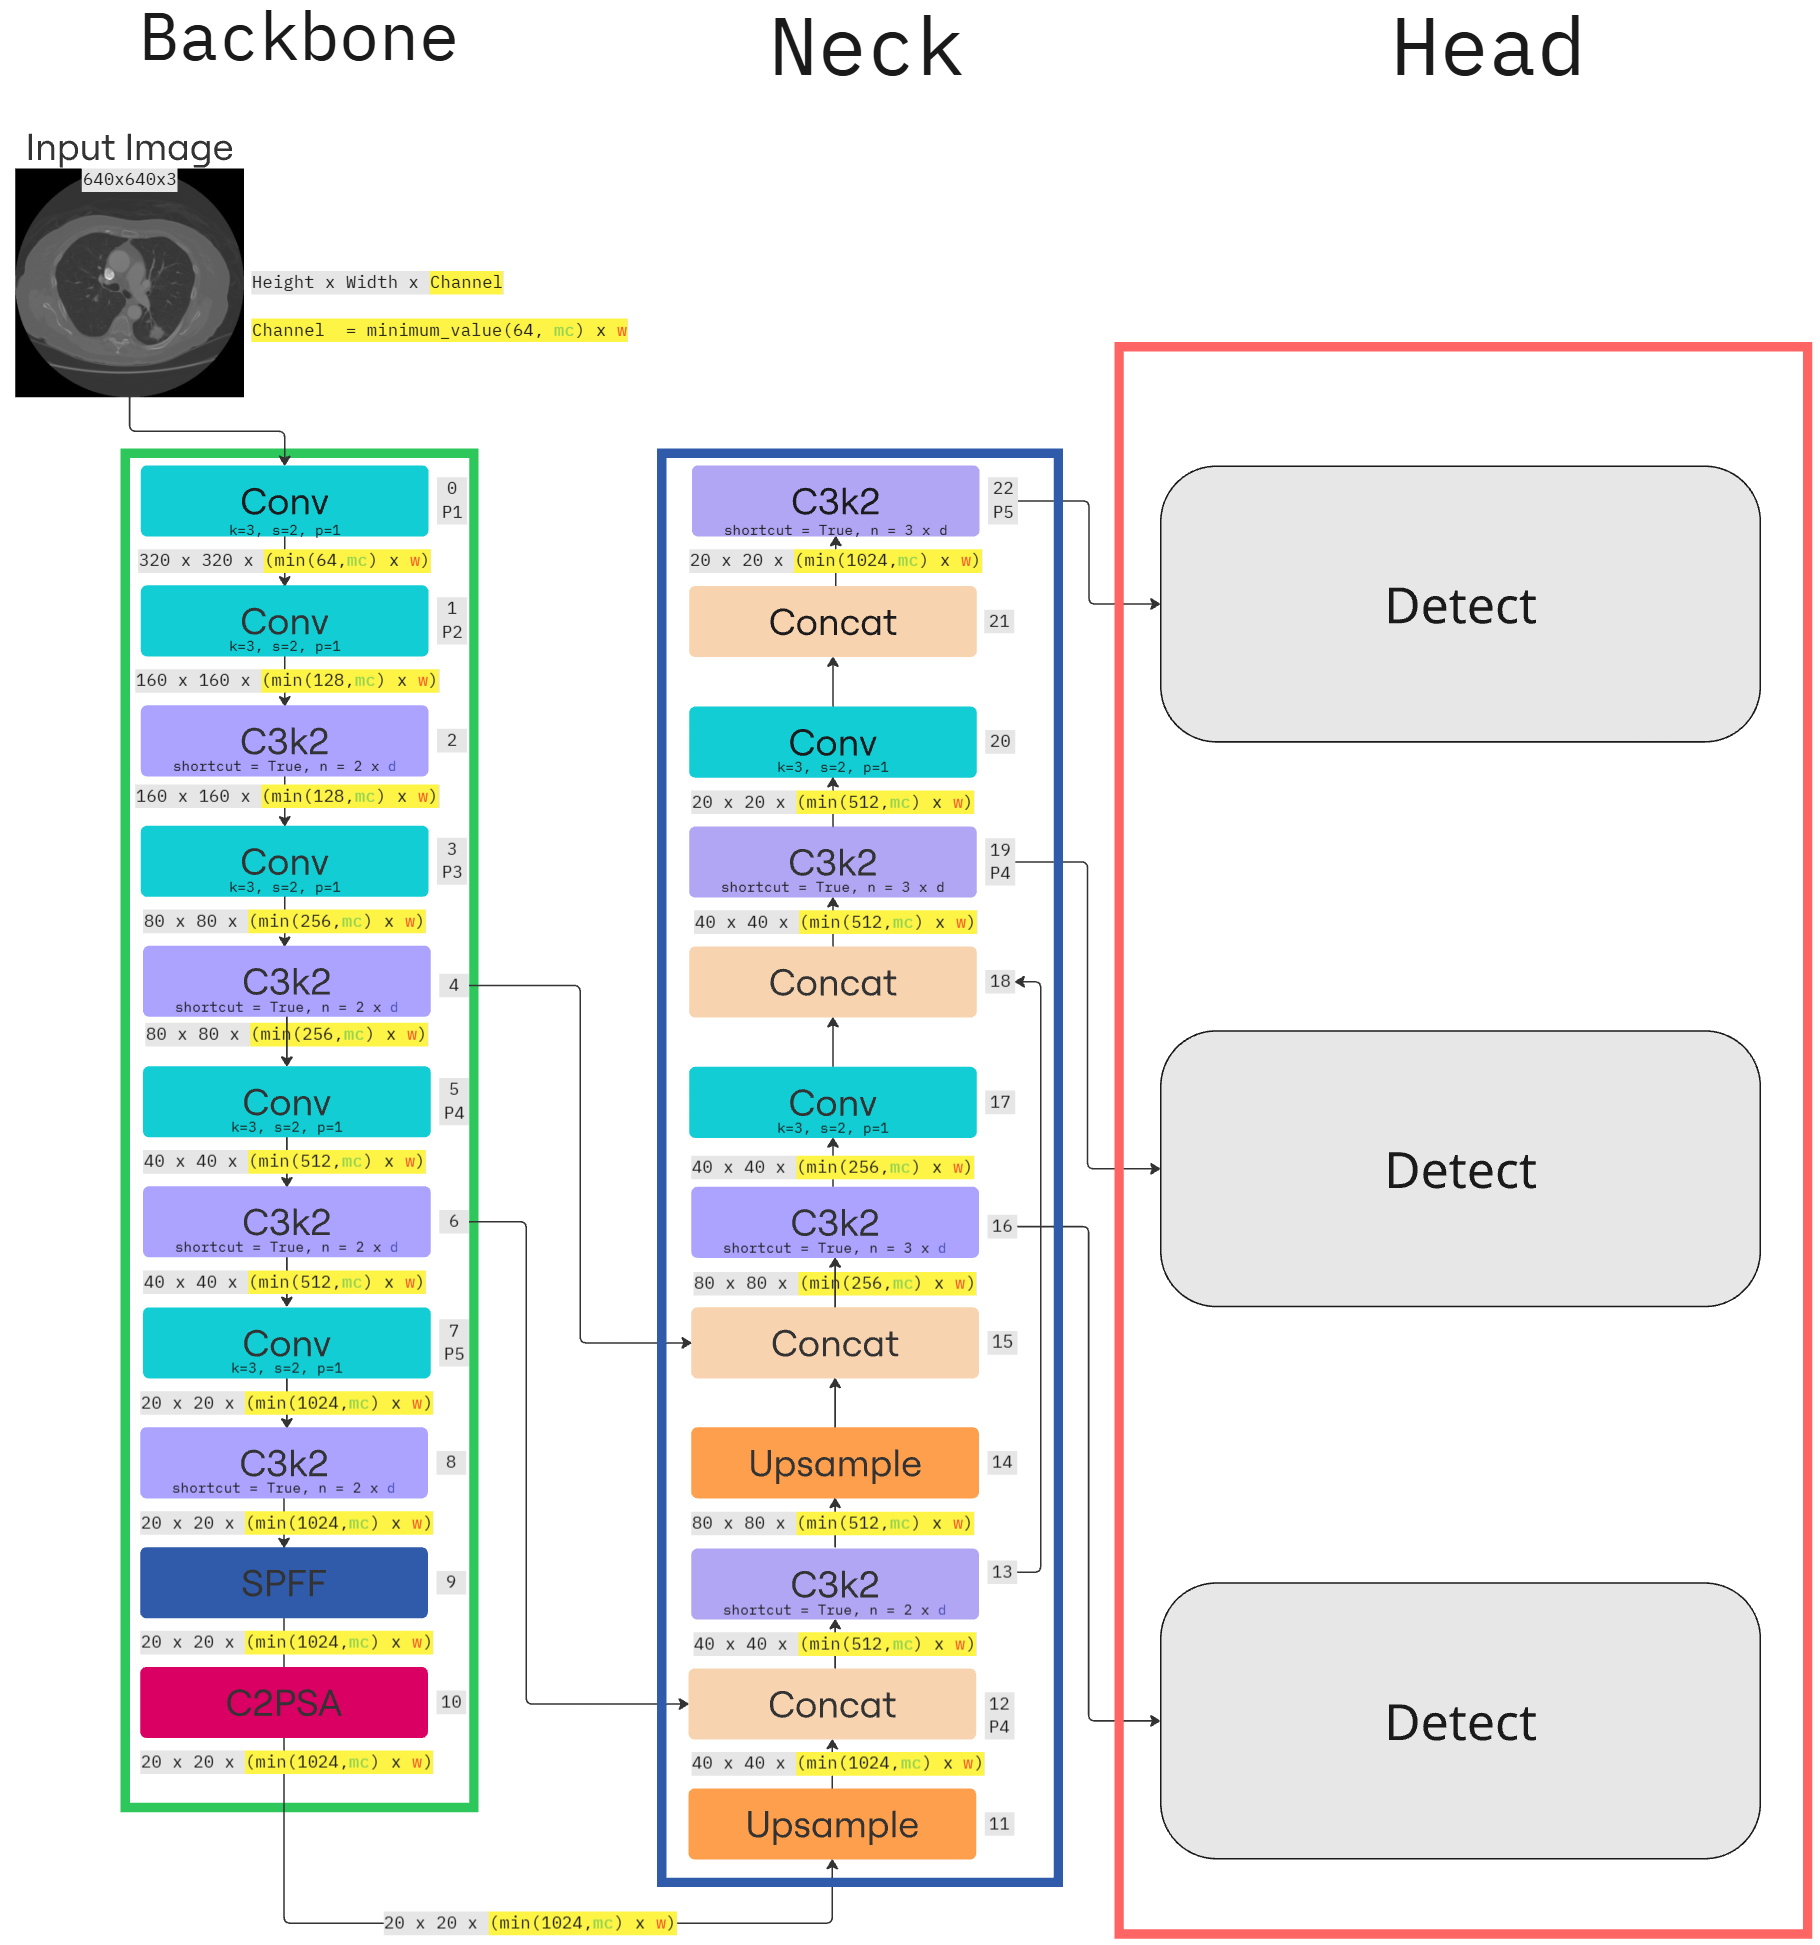 Backbone
Neck
Head
Input Image
640x640x3
Height x Width x Channel
Channel  = minimum_value(64, mc) x w
Conv
k=3, s=2, p=1
0
P1
320 x 320 x (min(64,mc) x w)
Conv
k=3, s=2, p=1
1
P2
160 x 160 x (min(128,mc) x w)
C3k2
shortcut = True, n = 2 x d
2
160 x 160 x (min(128,mc) x w)
Conv
k=3, s=2, p=1
3
P3
80 x 80 x (min(256,mc) x w)
C3k2
shortcut = True, n = 2 x d
4
80 x 80 x (min(256,mc) x w)
Conv
k=3, s=2, p=1
5
P4
40 x 40 x (min(512,mc) x w)
C3k2
shortcut = True, n = 2 x d
6
40 x 40 x (min(512,mc) x w)
Conv
k=3, s=2, p=1
7
P5
20 x 20 x (min(1024,mc) x w)
C3k2
shortcut = True, n = 2 x d
8
20 x 20 x (min(1024,mc) x w)
SPFF
9
20 x 20 x (min(1024,mc) x w)
C2PSA
10
20 x 20 x (min(1024,mc) x w)
20 x 20 x (min(1024,mc) x w)
C3k2
shortcut = True, n = 3 x d
22
P5
20 x 20 x (min(1024,mc) x w)
Concat
21
Conv
k=3, s=2, p=1
20
20 x 20 x (min(512,mc) x w)
C3k2
shortcut = True, n = 3 x d
19
P4
40 x 40 x (min(512,mc) x w)
Concat
18
Conv
k=3, s=2, p=1
17
40 x 40 x (min(256,mc) x w)
C3k2
shortcut = True, n = 3 x d
16
80 x 80 x (min(256,mc) x w)
Concat
15
Upsample
14
80 x 80 x (min(512,mc) x w)
C3k2
shortcut = True, n = 2 x d
13
40 x 40 x (min(512,mc) x w)
Concat
12
P4
40 x 40 x (min(1024,mc) x w)
Upsample
11
Detect
Detect
Detect